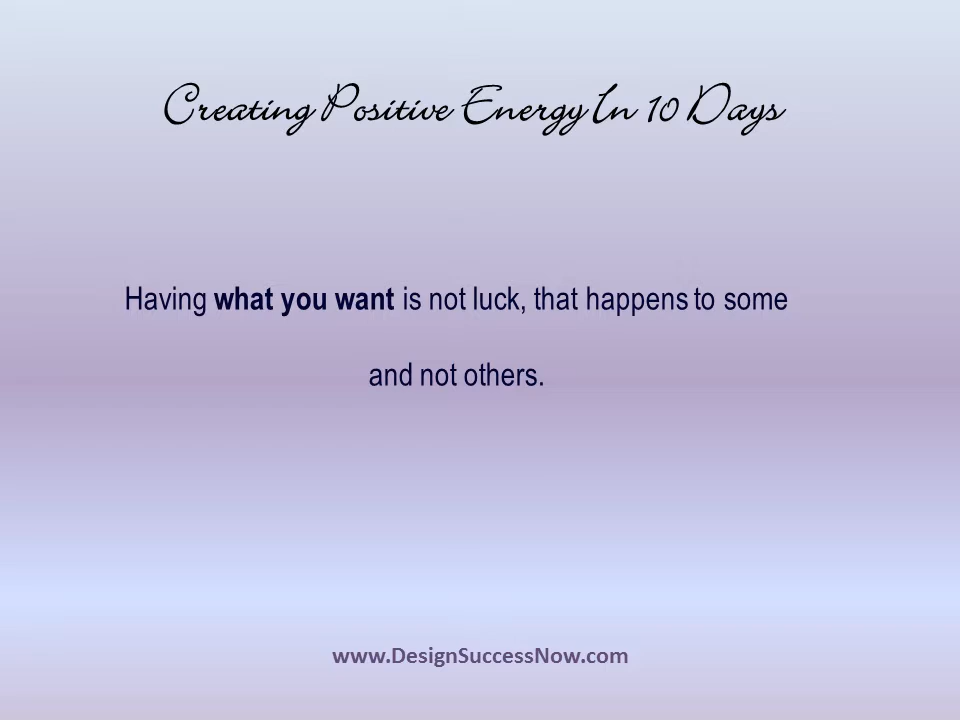 Creating Positive Energy In 10 Days
Having what you want is not luck, that happens to some
and not others.
www.DesignSuccessNow.com